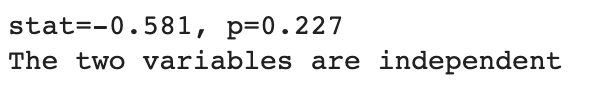 stat=-0.581, p=0.227
The two variables are independent